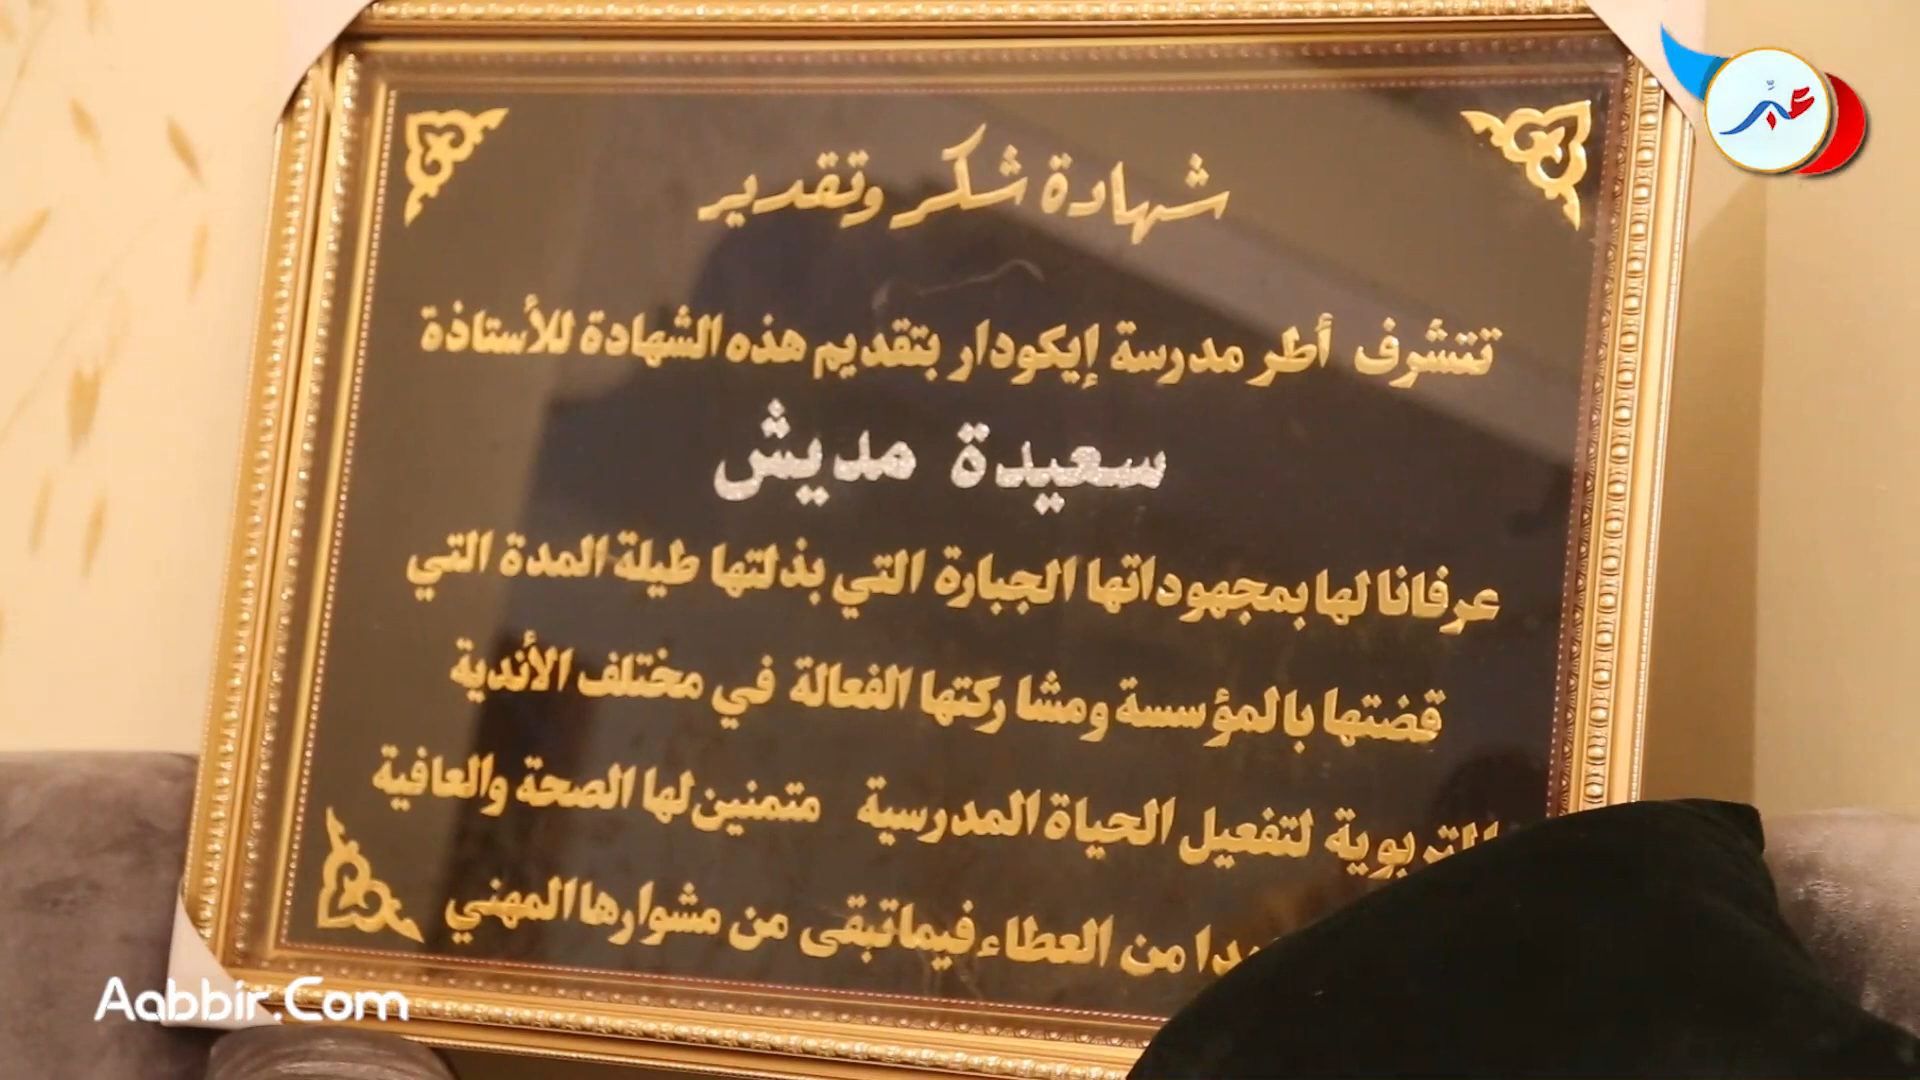 عبّر
شهادة شكر وتقدير
تتشرف أطر مدرسة إيكودار بتقديم هذه الشهادة للأستاذة
سعيدة مديش
عرفانا لها بمجهوداتها الجبارة التي بذلتها طيلة المدة التي
قضتها بالمؤسسة ومشاركتها الفعالة في مختلف الأندية
التربوية لتفعيل الحياة المدرسية متمنين لها الصحة والعافية
من العطاء فيما تبقى من مشوارها المهني
Aabbir.Com